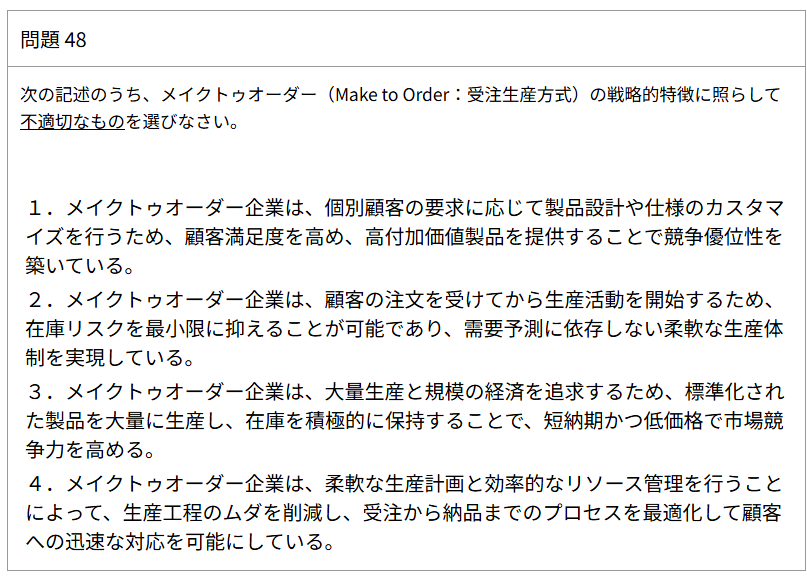 問題 48
次の記述のうち、メイクトゥオーダー（Make to Order：受注生産方式）の戦略的特徴に照らして
不適切なものを選びなさい。
１．メイクトゥオーダー企業は、個別顧客の要求に応じて製品設計や仕様のカスタマ
イズを行うため、顧客満足度を高め、高付加価値製品を提供することで競争優位性を
築いている。
２．メイクトゥオーダー企業は、顧客の注文を受けてから生産活動を開始するため、
在庫リスクを最小限に抑えることが可能であり、需要予測に依存しない柔軟な生産体
制を実現している。
３．メイクトゥオーダー企業は、大量生産と規模の経済を追求するため、標準化され
た製品を大量に生産し、在庫を積極的に保持することで、短納期かつ低価格で市場競
争力を高める。
４．メイクトゥオーダー企業は、柔軟な生産計画と効率的なリソース管理を行うこと
によって、生産工程のムダを削減し、受注から納品までのプロセスを最適化して顧客
への迅速な対応を可能にしている。